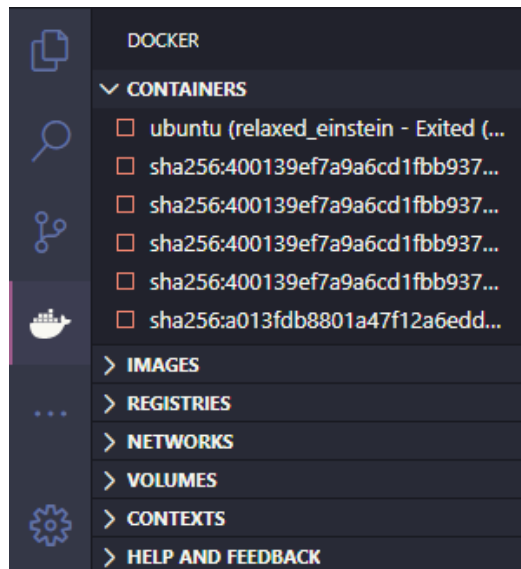 DOCKER
CONTAINERS
ubuntu (relaxed_einstein - Exited (...
sha256:400139ef7a9a6cd1fbb937...
sha256:400139ef7a9a6cd1fbb937...
sha256:400139ef7a9a6cd1fbb937...
sha256:400139ef7a9a6cd1fbb937...
sha256:a013fdb8801a47f12a6edd...
IMAGES
REGISTRIES
NETWORKS
VOLUMES
CONTEXTS
HELP AND FEEDBACK